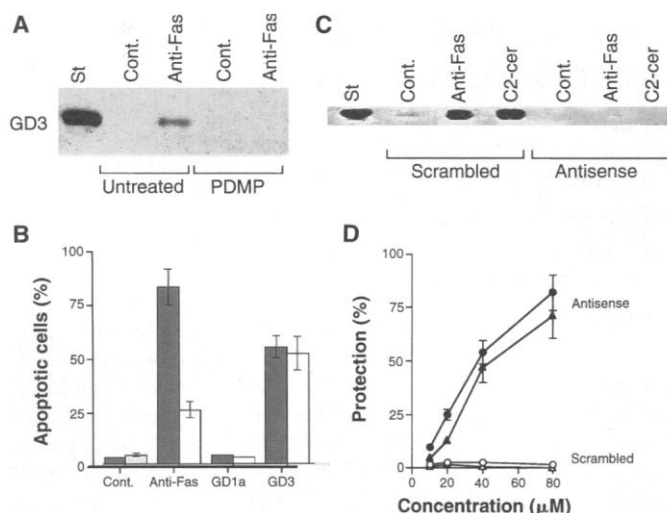 A
St
Cont.
Anti-Fas
Cont.
Anti-Fas
GD3
Untreated
PDMP
C
St
Cont.
Anti-Fas
C2-cer
Cont.
Anti-Fas
C2-cer
Scrambled
Antisense
B
Apoptotic cells (%)
100
75
50
25
0
Cont.
Anti-Fas
GD1a
GD3
D
Protection (%)
100
75
50
25
0
Antisense
Scrambled
0 20 40 60 80
Concentration (μM)